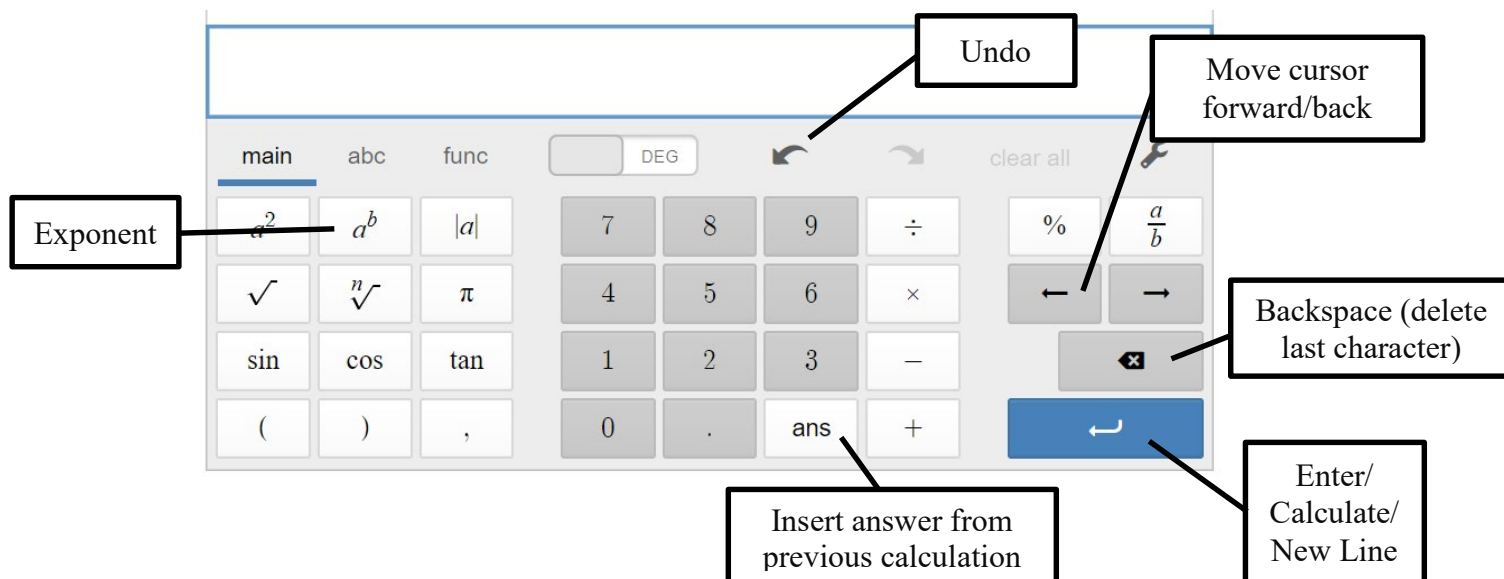 Undo
Move cursor
forward/back
main abc func DEG clear all
Exponent
a² aᵇ |a| 7 8 9 ÷ % a/b
√ ⁿ√ π 4 5 6 × ← →
Backspace (delete
last character)
sin cos tan 1 2 3 −
( ) , 0 . ans +
Enter/
Calculate/
New Line
Insert answer from
previous calculation